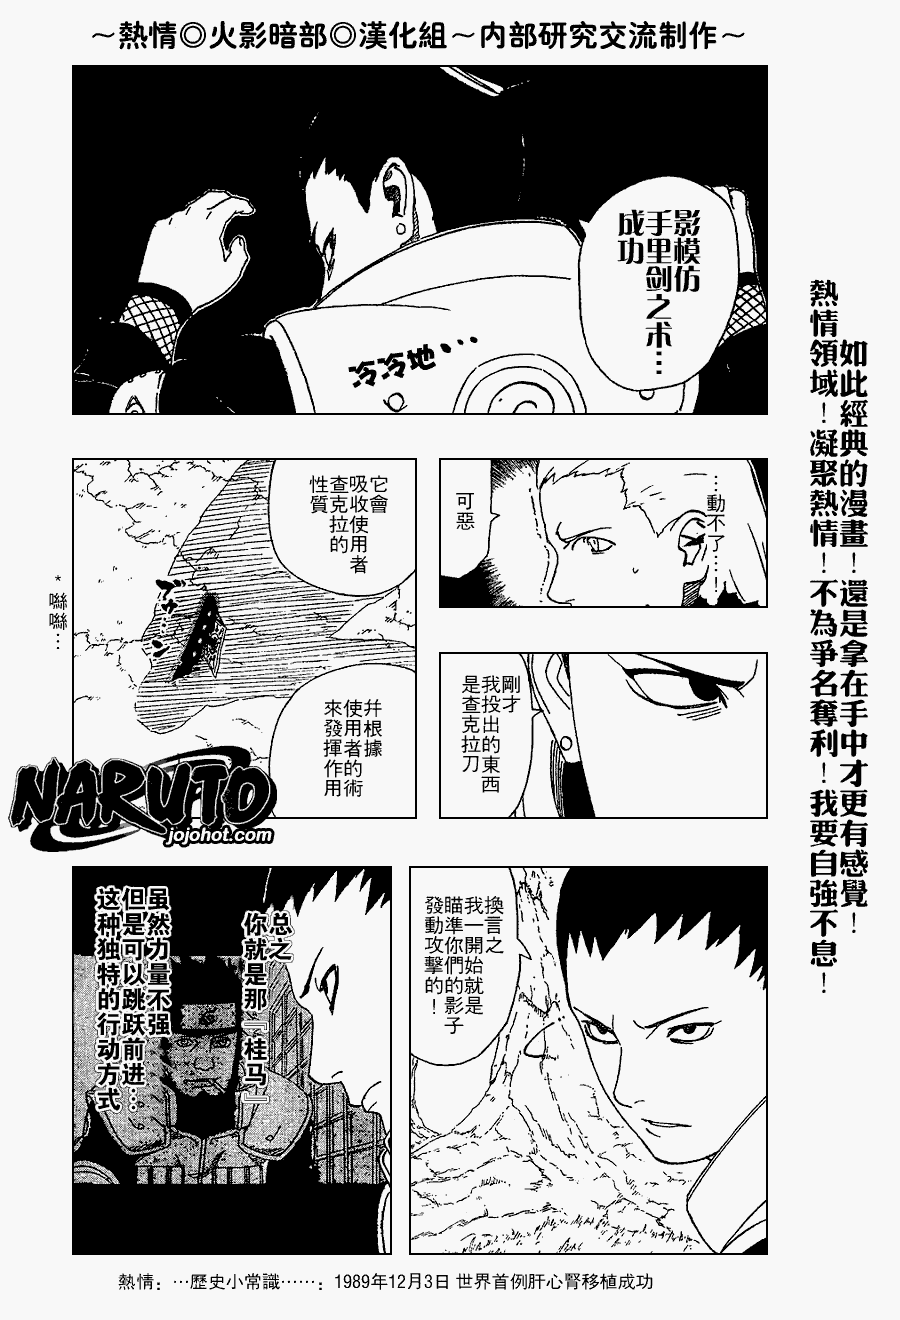 ～熱情◎火影暗部◎漢化組～内部研究交流制作～
影模仿
手里剑之术…
成功
冷冷地…
…動不了……
可惡
它會
吸收使用者
查克拉的
性質
ブゥ…ン
*嗡嗡…
剛才
我投出的東西
是查克拉刀
幷根據
使用者的術
來發揮作用
NARUTO
jojohot.com
換言之
我一開始就是
瞄準你們的影子
發動攻擊的！
总之
你就是那『桂马』
虽然力量不强
但是可以跳跃前进…
这种独特的行动方式
如此經典的漫畫！還是拿在手中才更有感覺！
熱情領域！凝聚熱情！不為爭名奪利！我要自強不息！
熱情：…歷史小常識……：1989年12月3日 世界首例肝心腎移植成功